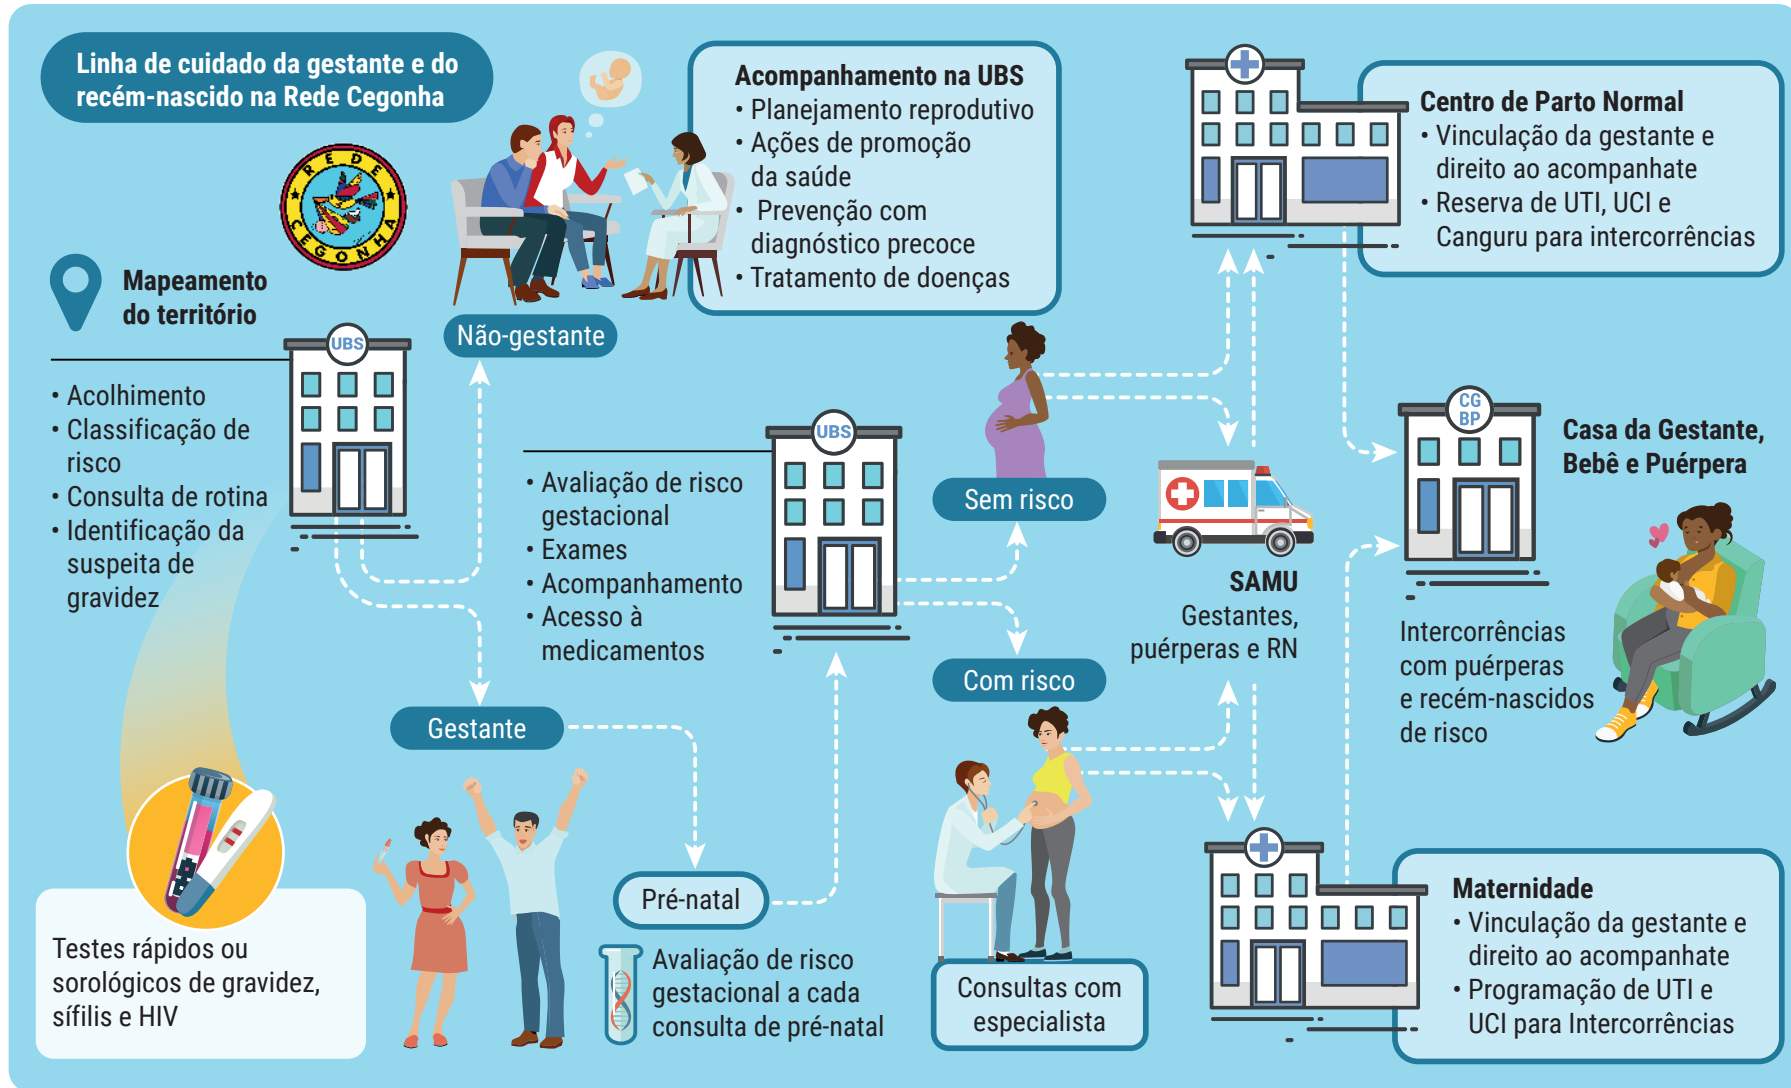 Linha de cuidado da gestante e do
recém-nascido na Rede Cegonha
REDE
CEGONHA
Mapeamento
do território
UBS
• Acolhimento
• Classificação de
risco
• Consulta de rotina
• Identificação da
suspeita de
gravidez
Testes rápidos ou
sorológicos de gravidez,
sífilis e HIV
Não-gestante
Acompanhamento na UBS
• Planejamento reprodutivo
• Ações de promoção
da saúde
• Prevenção com
diagnóstico precoce
• Tratamento de doenças
Gestante
Pré-natal
Avaliação de risco
gestacional a cada
consulta de pré-natal
UBS
• Avaliação de risco
gestacional
• Exames
• Acompanhamento
• Acesso à
medicamentos
Sem risco
Com risco
Consultas com
especialista
SAMU
Gestantes,
puérperas e RN
Centro de Parto Normal
• Vinculação da gestante e
direito ao acompanhate
• Reserva de UTI, UCI e
Canguru para intercorrências
CG
BP
Casa da Gestante,
Bebê e Puérpera
Intercorrências
com puérperas
e recém-nascidos
de risco
Maternidade
• Vinculação da gestante e
direito ao acompanhate
• Programação de UTI e
UCI para Intercorrências